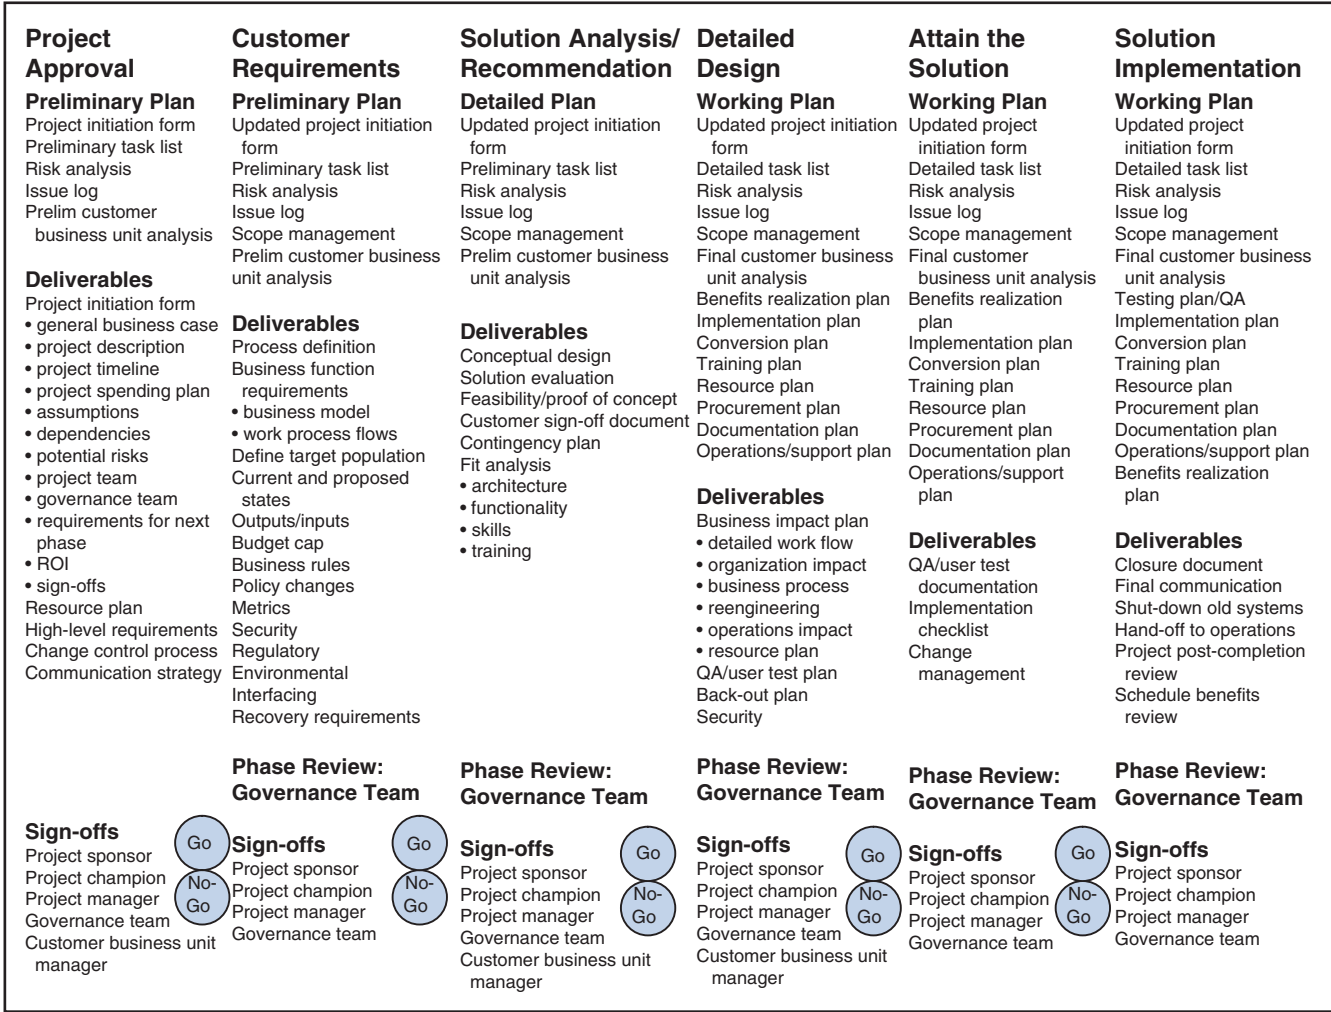 Project
Approval
Preliminary Plan
Project initiation form
Preliminary task list
Risk analysis
Issue log
Prelim customer
business unit analysis
Deliverables
Project initiation form
• general business case
• project description
• project timeline
• project spending plan
• assumptions
• dependencies
• potential risks
• project team
• governance team
• requirements for next
phase
• ROI
• sign-offs
Resource plan
High-level requirements
Change control process
Communication strategy
Sign-offs
Project sponsor
Project champion
Project manager
Governance team
Customer business unit
manager
Go
No-
Go
Customer
Requirements
Preliminary Plan
Updated project initiation
form
Preliminary task list
Risk analysis
Issue log
Scope management
Prelim customer business
unit analysis
Deliverables
Process definition
Business function
requirements
• business model
• work process flows
Define target population
Current and proposed
states
Outputs/inputs
Budget cap
Business rules
Policy changes
Metrics
Security
Regulatory
Environmental
Interfacing
Recovery requirements
Phase Review:
Governance Team
Sign-offs
Project sponsor
Project champion
Project manager
Governance team
Go
No-
Go
Solution Analysis/
Recommendation
Detailed Plan
Updated project initiation
form
Preliminary task list
Risk analysis
Issue log
Scope management
Prelim customer business
unit analysis
Deliverables
Conceptual design
Solution evaluation
Feasibility/proof of concept
Customer sign-off document
Contingency plan
Fit analysis
• architecture
• functionality
• skills
• training
Phase Review:
Governance Team
Sign-offs
Project sponsor
Project champion
Project manager
Governance team
Customer business unit
manager
Go
No-
Go
Detailed
Design
Working Plan
Updated project initiation
form
Detailed task list
Risk analysis
Issue log
Scope management
Final customer business
unit analysis
Benefits realization plan
Implementation plan
Conversion plan
Training plan
Resource plan
Procurement plan
Documentation plan
Operations/support plan
Deliverables
Business impact plan
• detailed work flow
• organization impact
• business process
• reengineering
• operations impact
• resource plan
QA/user test plan
Back-out plan
Security
Phase Review:
Governance Team
Sign-offs
Project sponsor
Project champion
Project manager
Governance team
Customer business unit
manager
Go
No-
Go
Attain the
Solution
Working Plan
Updated project
initiation form
Detailed task list
Risk analysis
Issue log
Scope management
Final customer
business unit analysis
Benefits realization
plan
Implementation plan
Conversion plan
Training plan
Resource plan
Procurement plan
Documentation plan
Operations/support
plan
Deliverables
QA/user test
documentation
Implementation
checklist
Change
management
Phase Review:
Governance Team
Sign-offs
Project sponsor
Project champion
Project manager
Governance team
Go
No-
Go
Solution
Implementation
Working Plan
Updated project
initiation form
Detailed task list
Risk analysis
Issue log
Scope management
Final customer business
unit analysis
Testing plan/QA
Implementation plan
Conversion plan
Training plan
Resource plan
Procurement plan
Documentation plan
Operations/support plan
Benefits realization
plan
Deliverables
Closure document
Final communication
Shut-down old systems
Hand-off to operations
Project post-completion
review
Schedule benefits
review
Phase Review:
Governance Team
Sign-offs
Project sponsor
Project champion
Project manager
Governance team